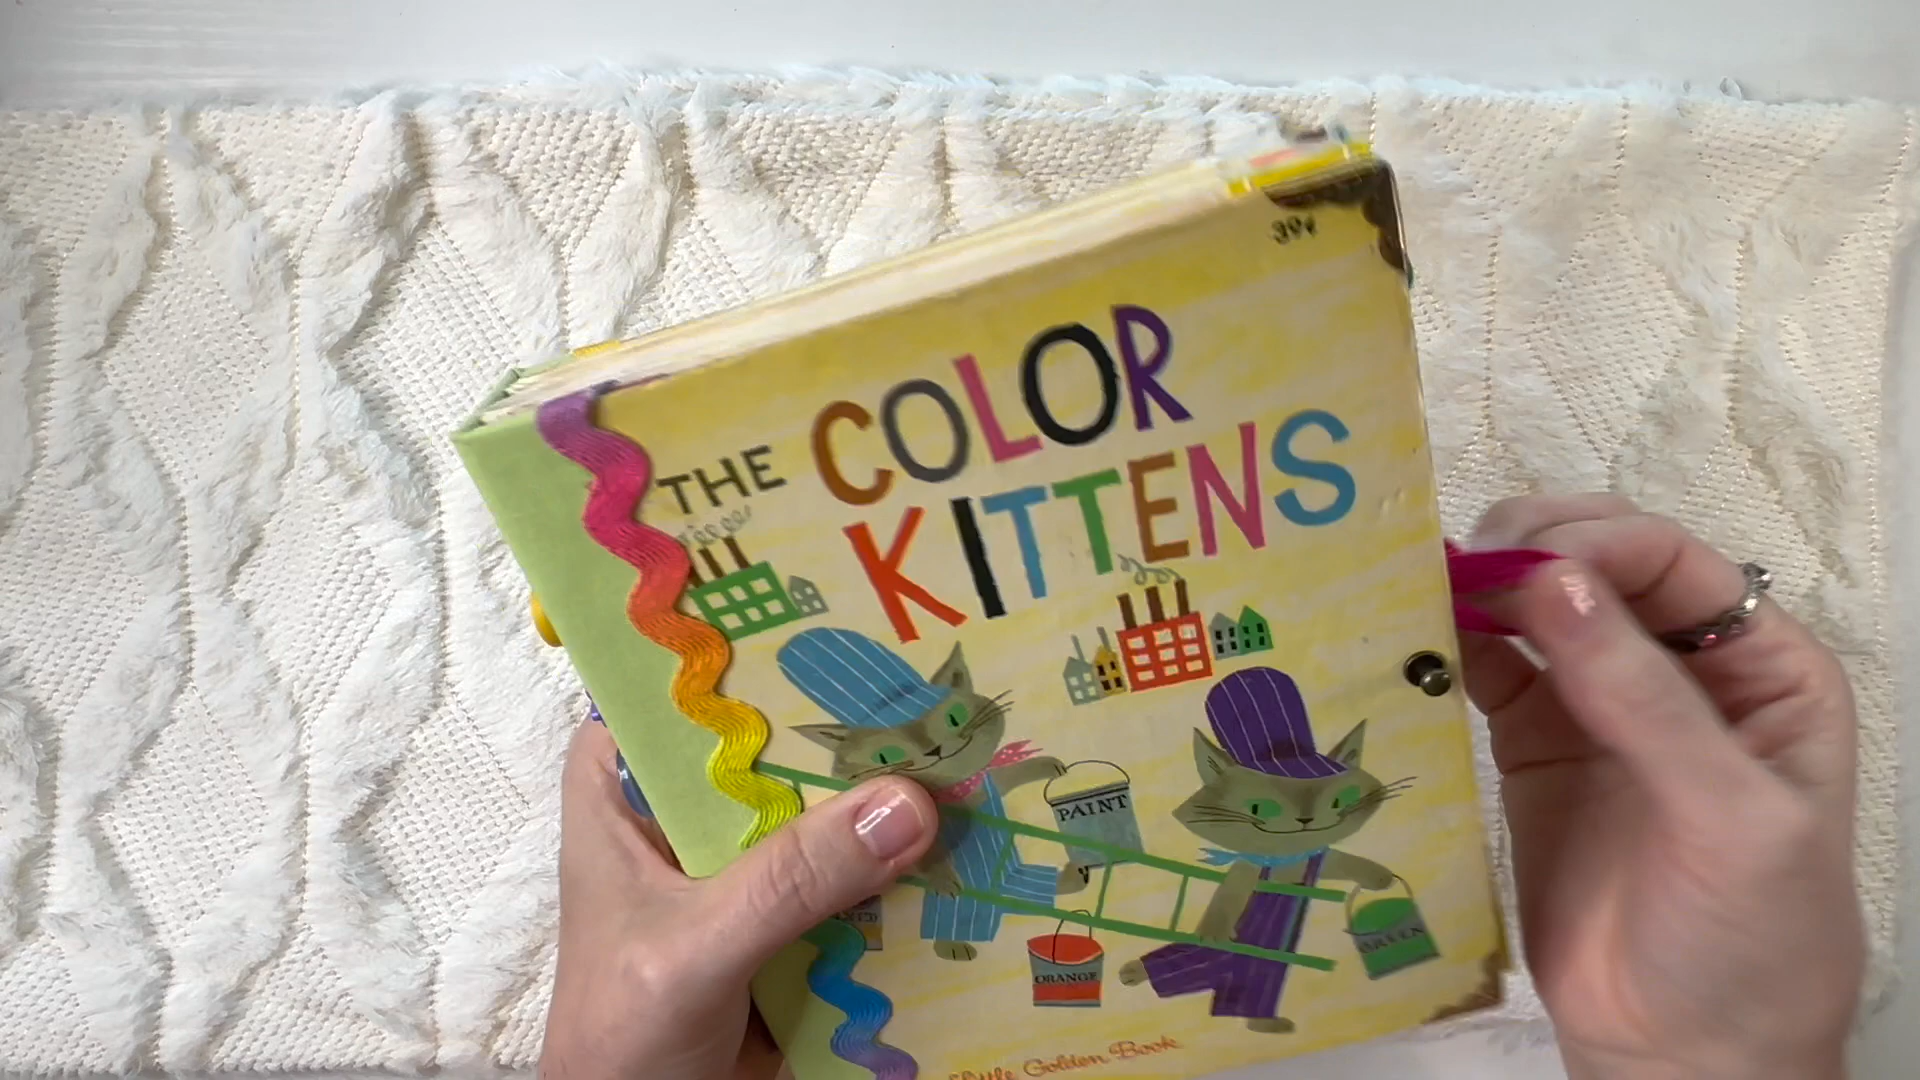 39¢
THE COLOR
KITTENS
PAINT
ORANGE
GREEN
Little Golden Book